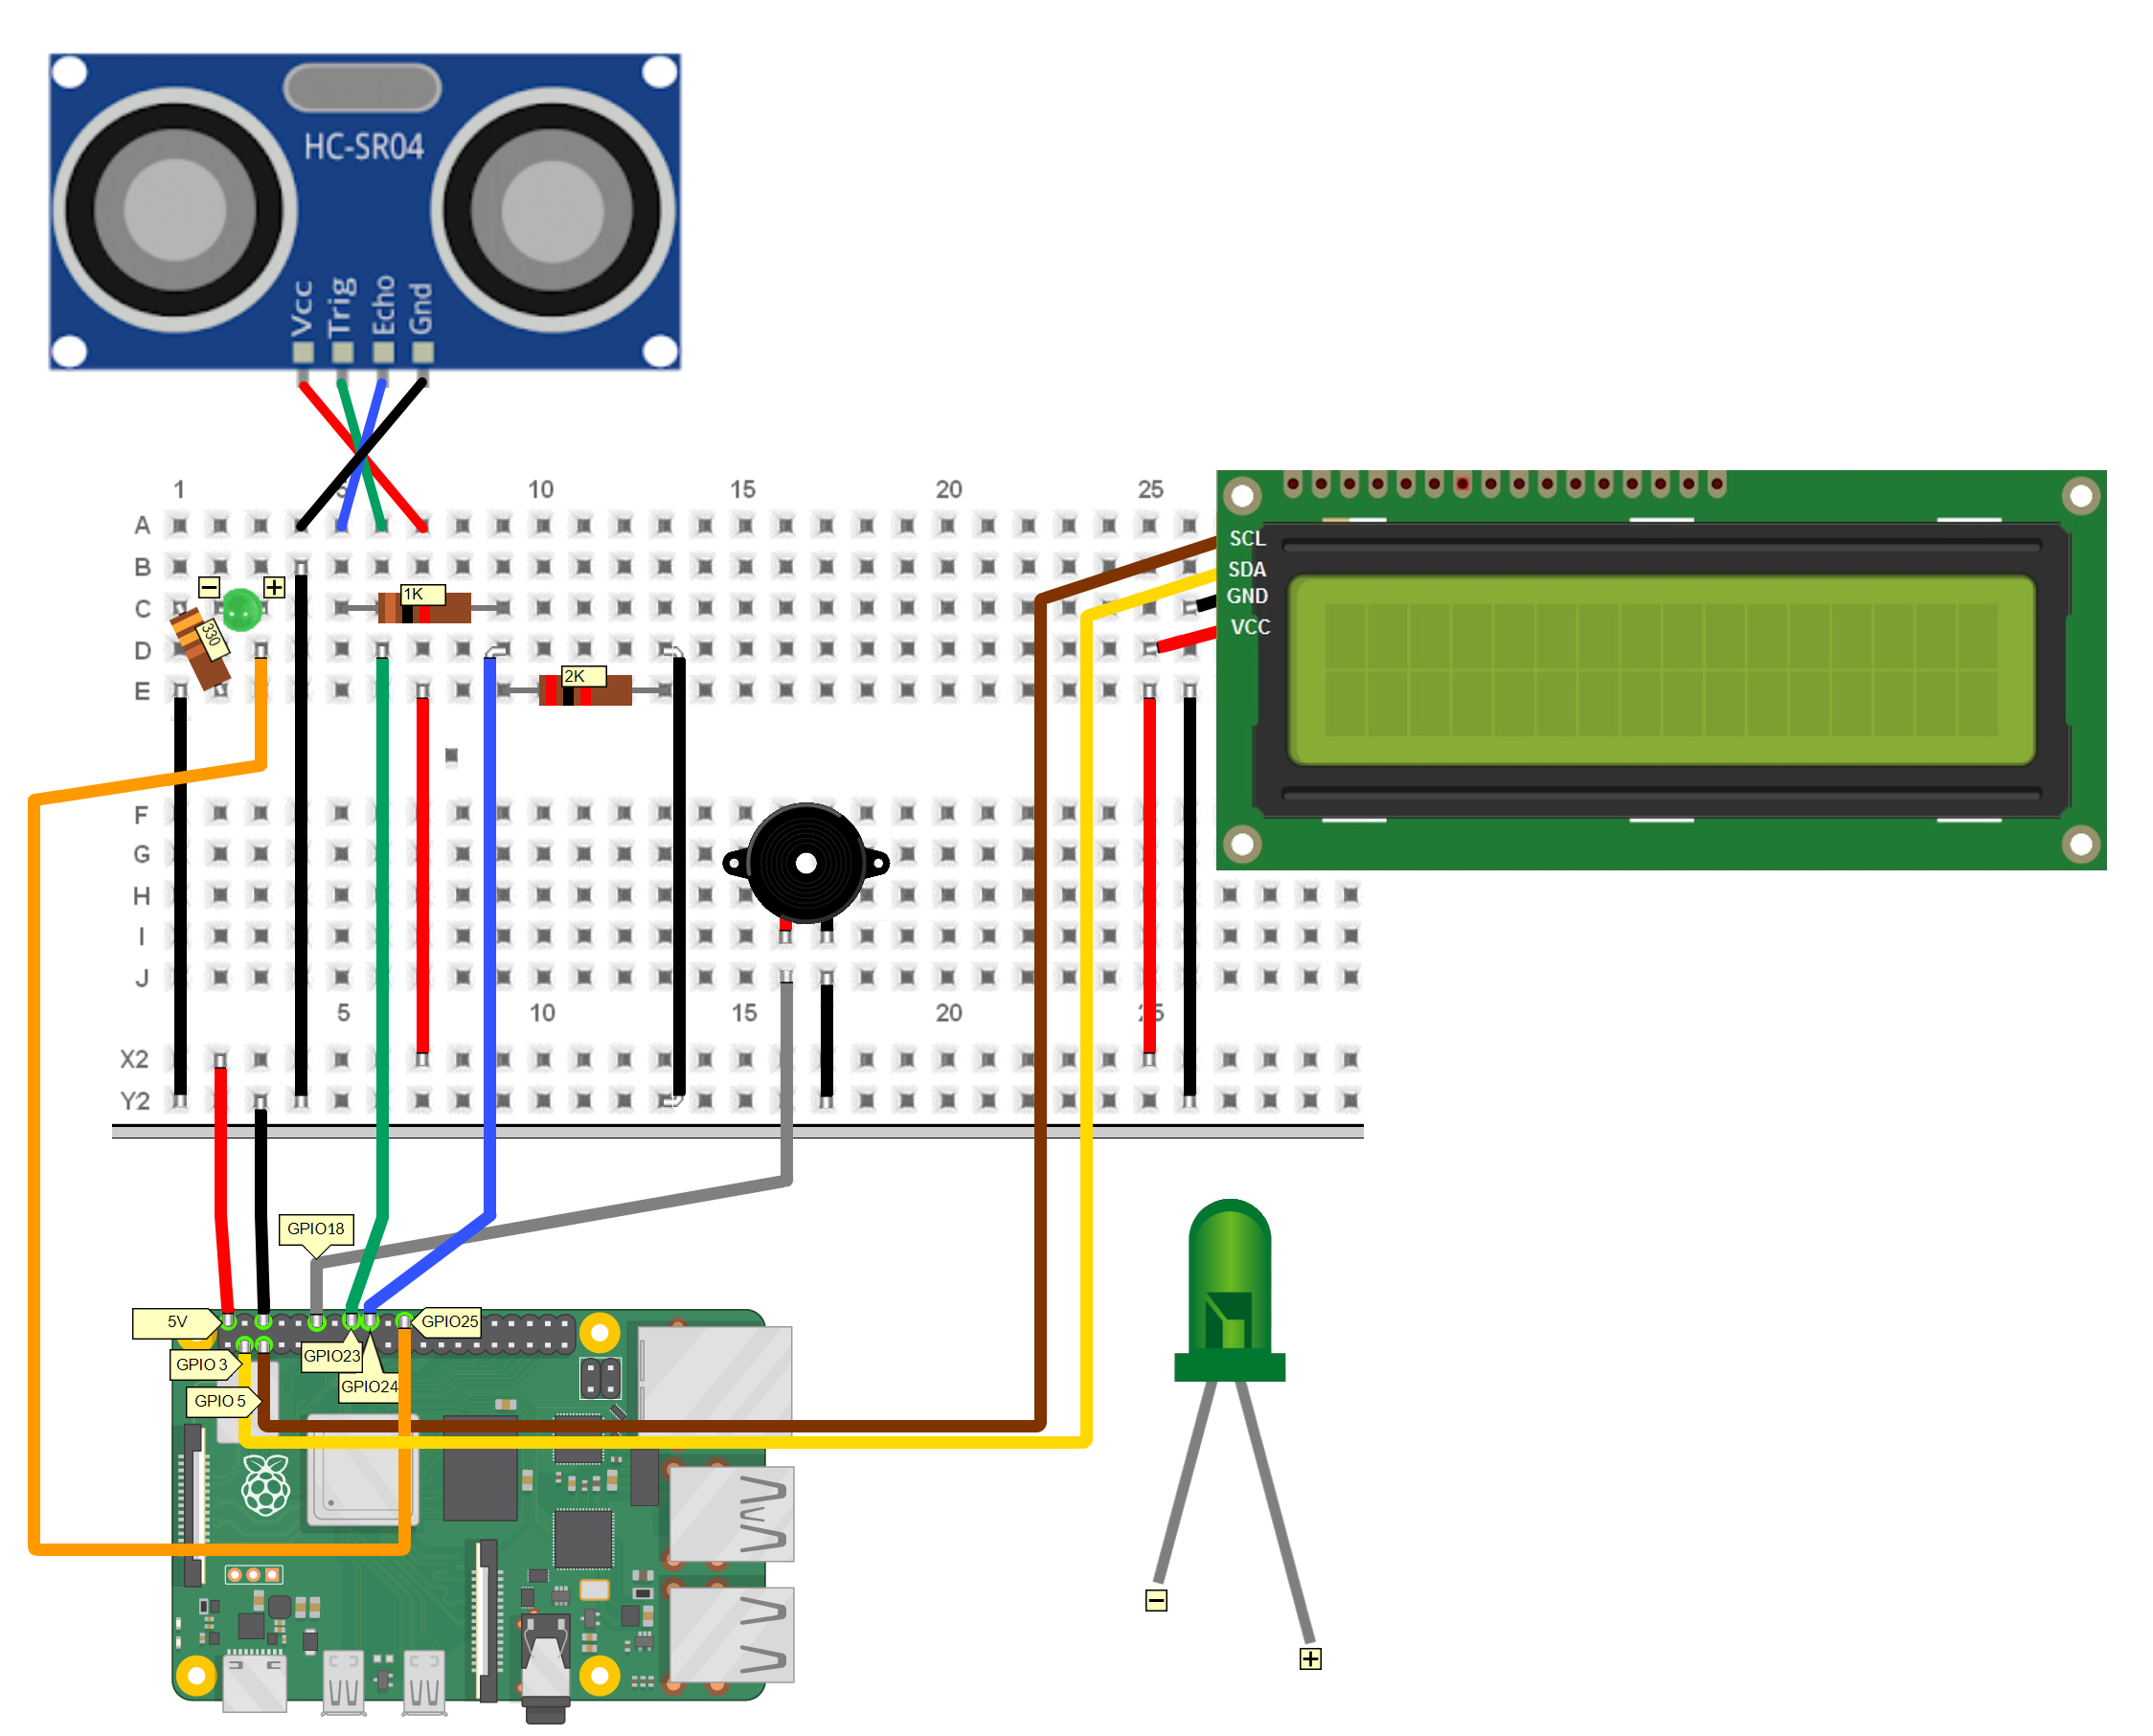 HC-SR04
Vcc Trig Echo Gnd
1 5 10 15 20 25
A
B
C
D
E
− +
330
1K
2K
SCL
SDA
GND
VCC
F
G
H
I
J
5 10 15 20 25
X2
Y2
GPIO18
5V
GPIO25
GPIO23
GPIO 3
GPIO24
GPIO 5
−
+